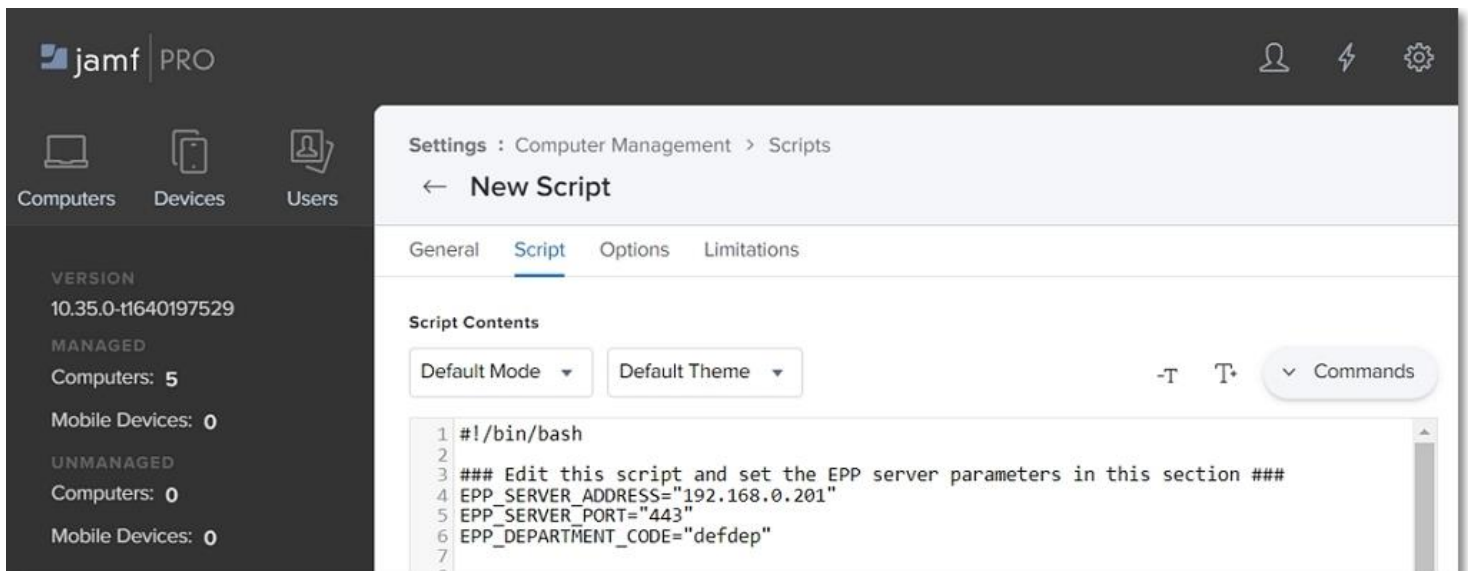 jamf PRO
Computers Devices Users
VERSION
10.35.0-t1640197529
MANAGED
Computers: 5
Mobile Devices: 0
UNMANAGED
Computers: 0
Mobile Devices: 0
Settings : Computer Management > Scripts
← New Script
General Script Options Limitations
Script Contents
Default Mode Default Theme -T T+ Commands
1 #!/bin/bash
2
3 ### Edit this script and set the EPP server parameters in this section ###
4 EPP_SERVER_ADDRESS="192.168.0.201"
5 EPP_SERVER_PORT="443"
6 EPP_DEPARTMENT_CODE="defdep"
7